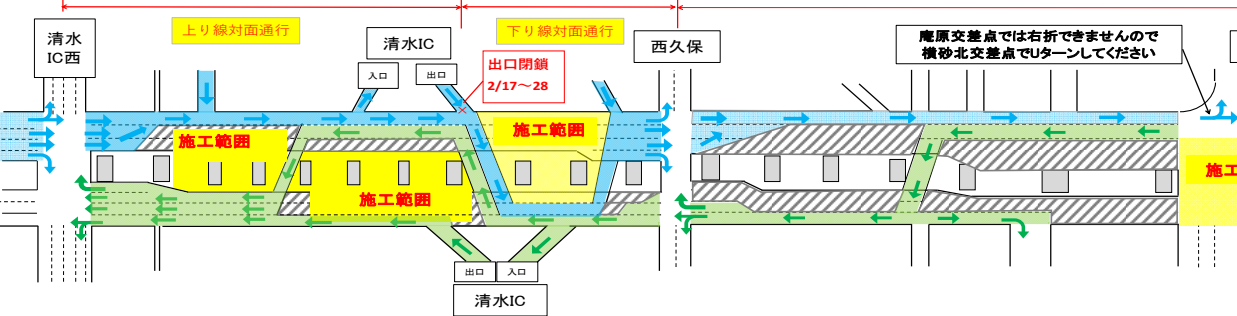 上り線対面通行
下り線対面通行
清水
IC西
清水IC
西久保
入口
出口
出口閉鎖
2/17～28
庵原交差点では右折できませんので
横砂北交差点でUターンしてください
施工範囲
施工範囲
施工範囲
施工
出口
入口
清水IC